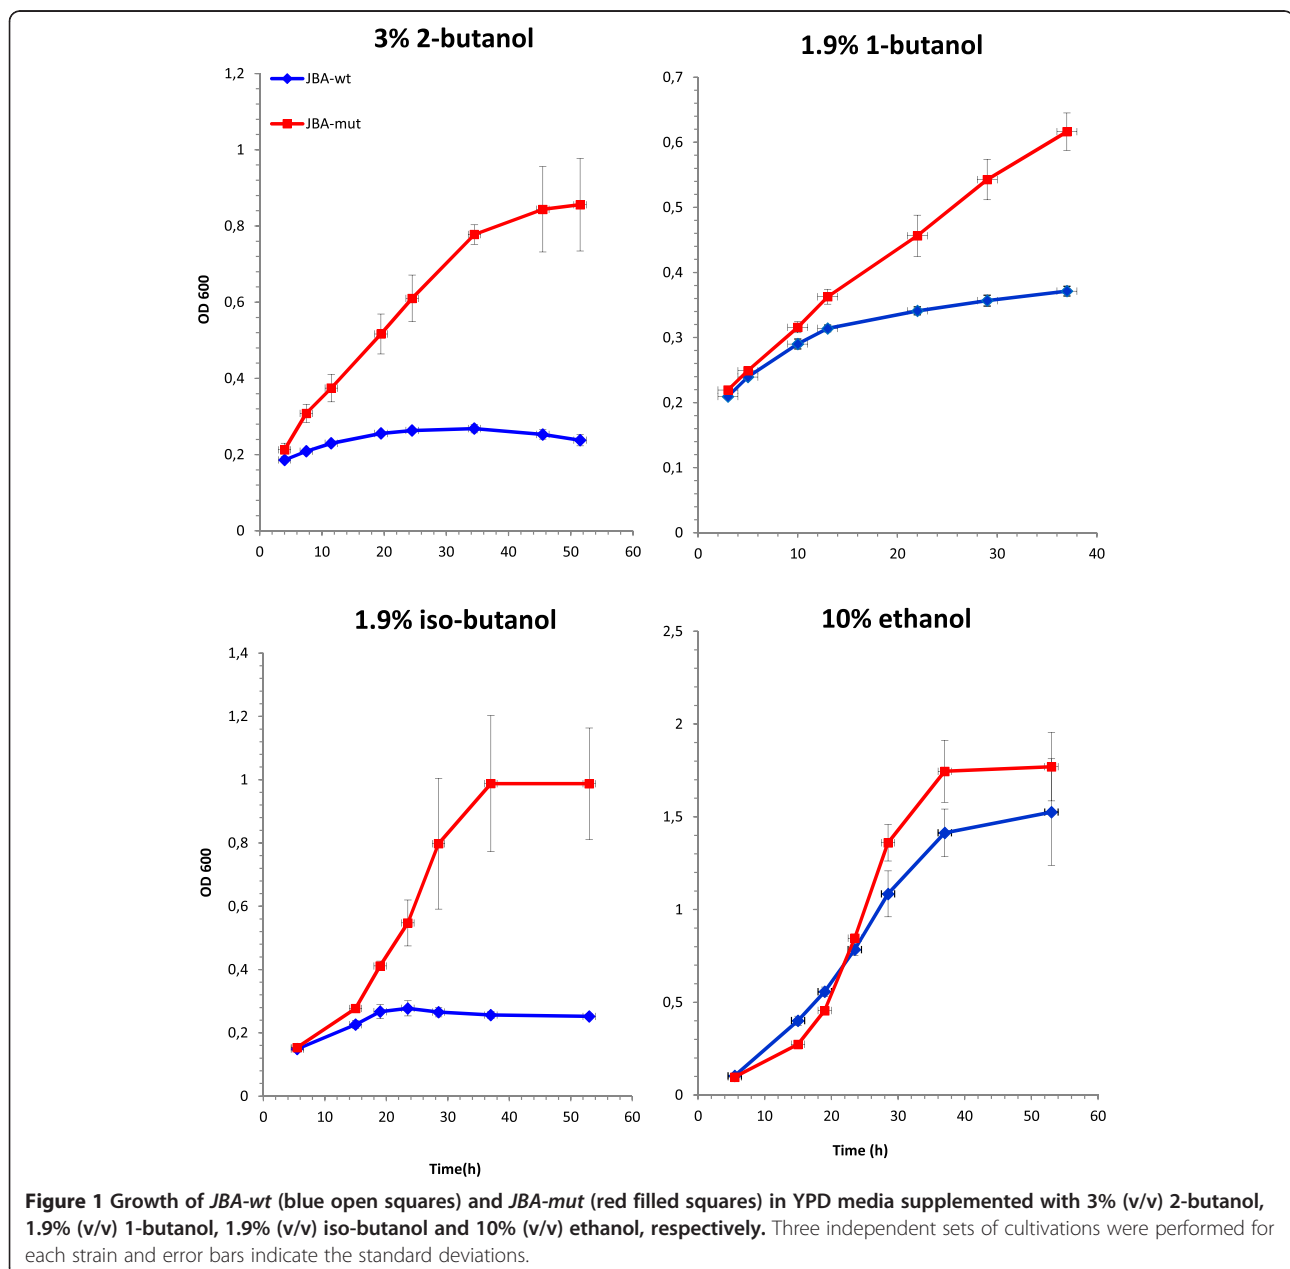 3% 2-butanol
1,2
1
0,8
0,6
0,4
0,2
0
OD 600
JBA-wt
JBA-mut
0 10 20 30 40 50 60
1.9% 1-butanol
0,7
0,6
0,5
0,4
0,3
0,2
0,1
0
0 10 20 30 40
1.9% iso-butanol
1,4
1,2
1
0,8
0,6
0,4
0,2
0
OD 600
0 10 20 30 40 50 60
Time(h)
10% ethanol
2,5
2
1,5
1
0,5
0
0 10 20 30 40 50 60
Time (h)
Figure 1 Growth of JBA-wt (blue open squares) and JBA-mut (red filled squares) in YPD media supplemented with 3% (v/v) 2-butanol,
1.9% (v/v) 1-butanol, 1.9% (v/v) iso-butanol and 10% (v/v) ethanol, respectively. Three independent sets of cultivations were performed for
each strain and error bars indicate the standard deviations.